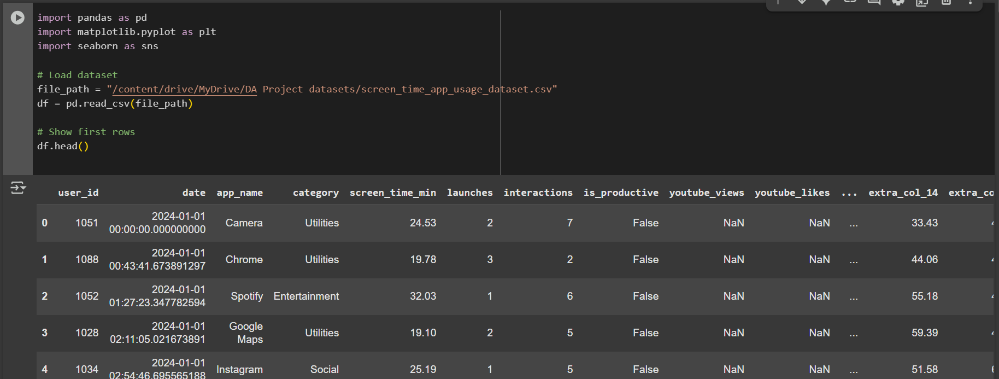 import pandas as pd
import matplotlib.pyplot as plt
import seaborn as sns
# Load dataset
file_path = "/content/drive/MyDrive/DA Project datasets/screen_time_app_usage_dataset.csv"
df = pd.read_csv(file_path)
# Show first rows
df.head()
user_id date app_name category screen_time_min launches interactions is_productive youtube_views youtube_likes ... extra_col_14 extra_co
0 1051 2024-01-01 00:00:00.000000000 Camera Utilities 24.53 2 7 False NaN NaN ... 33.43
1 1088 2024-01-01 00:43:41.673891297 Chrome Utilities 19.78 3 2 False NaN NaN ... 44.06
2 1052 2024-01-01 01:27:23.347782594 Spotify Entertainment 32.03 1 6 False NaN NaN ... 55.18
3 1028 2024-01-01 02:11:05.021673891 Google Maps Utilities 19.10 2 5 False NaN NaN ... 59.39
4 1034 2024-01-01 02:54:46.695565188 Instagram Social 25.19 1 5 False NaN NaN ... 51.58